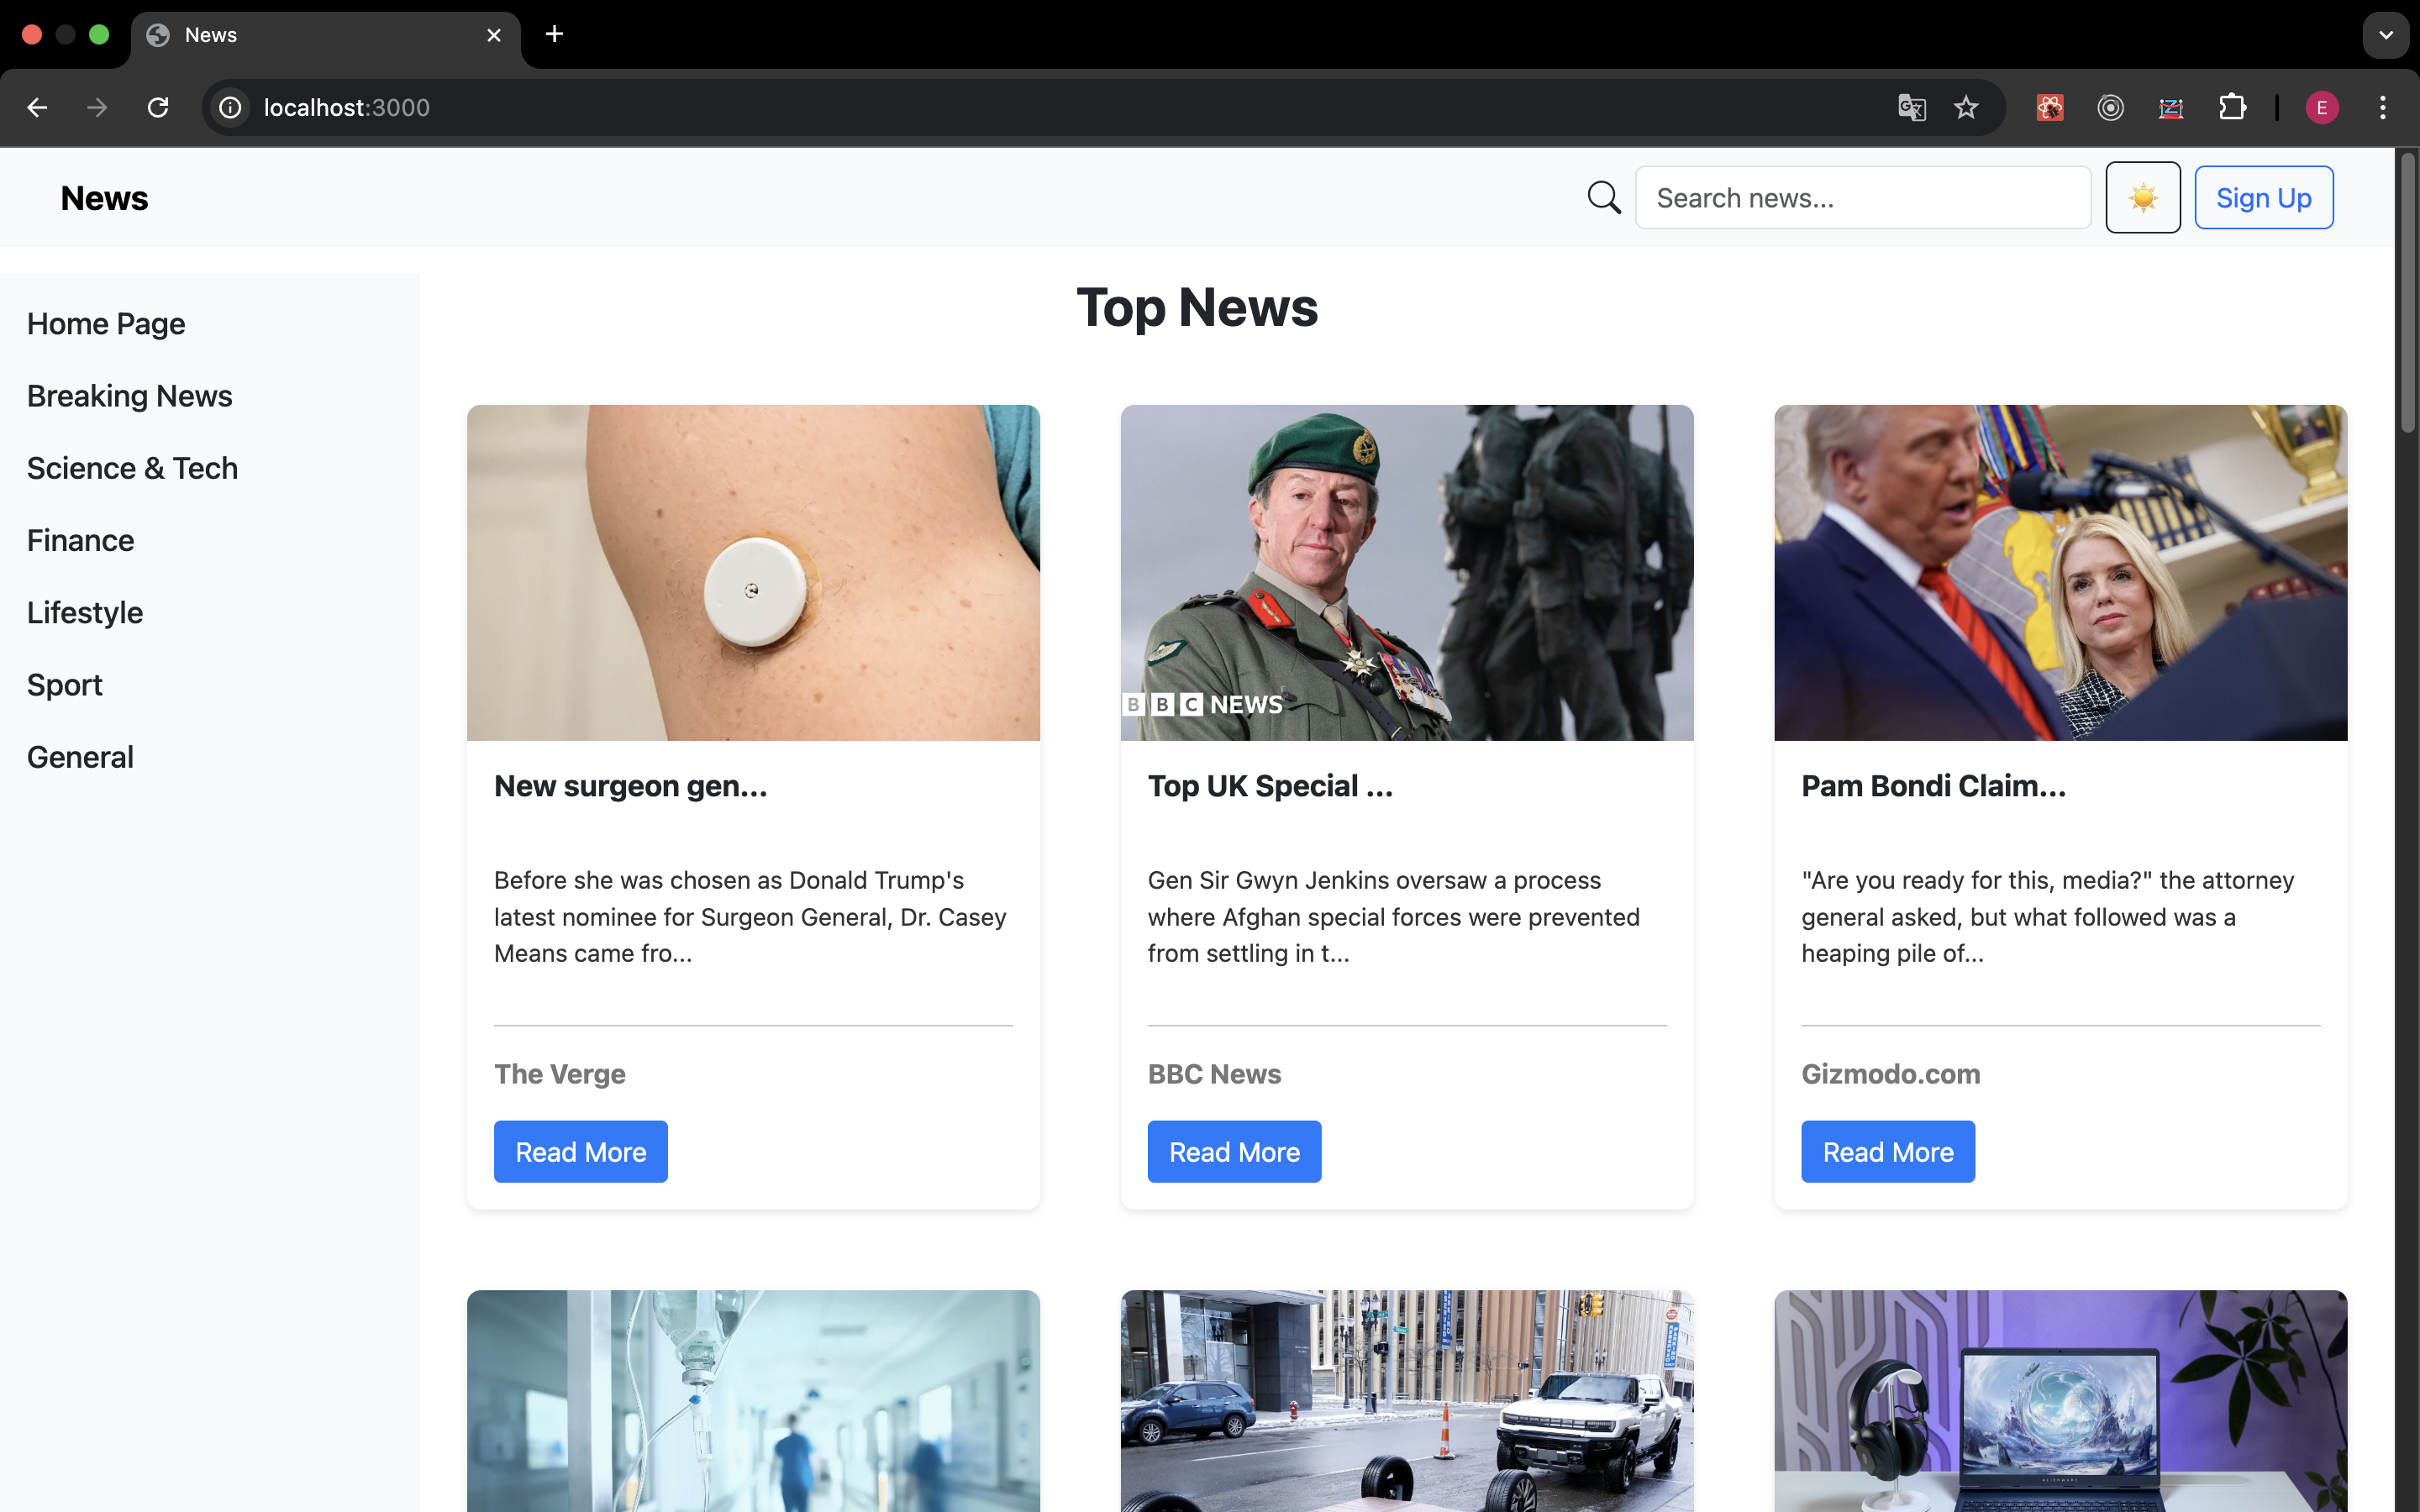 News
localhost:3000
E
News
Search news...
Sign Up
Home Page
Breaking News
Science & Tech
Finance
Lifestyle
Sport
General
Top News
BBC NEWS
New surgeon gen...
Before she was chosen as Donald Trump's
latest nominee for Surgeon General, Dr. Casey
Means came fro...
The Verge
Read More
Top UK Special ...
Gen Sir Gwyn Jenkins oversaw a process
where Afghan special forces were prevented
from settling in t...
BBC News
Read More
Pam Bondi Claim...
"Are you ready for this, media?" the attorney
general asked, but what followed was a
heaping pile of...
Gizmodo.com
Read More
ALIENWARE